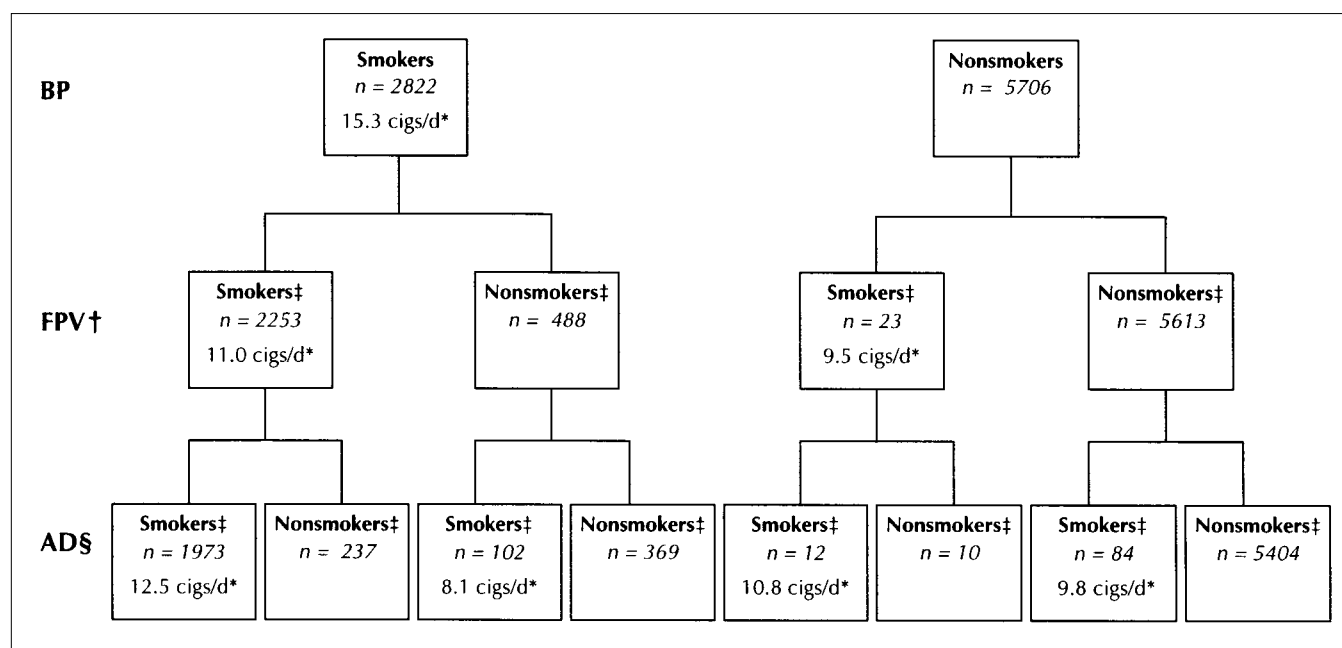 BP
Smokers
n = 2822
15.3 cigs/d*
Nonsmokers
n = 5706
FPV†
Smokers‡
n = 2253
11.0 cigs/d*
Nonsmokers‡
n = 488
Smokers‡
n = 23
9.5 cigs/d*
Nonsmokers‡
n = 5613
AD§
Smokers‡
n = 1973
12.5 cigs/d*
Nonsmokers‡
n = 237
Smokers‡
n = 102
8.1 cigs/d*
Nonsmokers‡
n = 369
Smokers‡
n = 12
10.8 cigs/d*
Nonsmokers‡
n = 10
Smokers‡
n = 84
9.8 cigs/d*
Nonsmokers‡
n = 5404